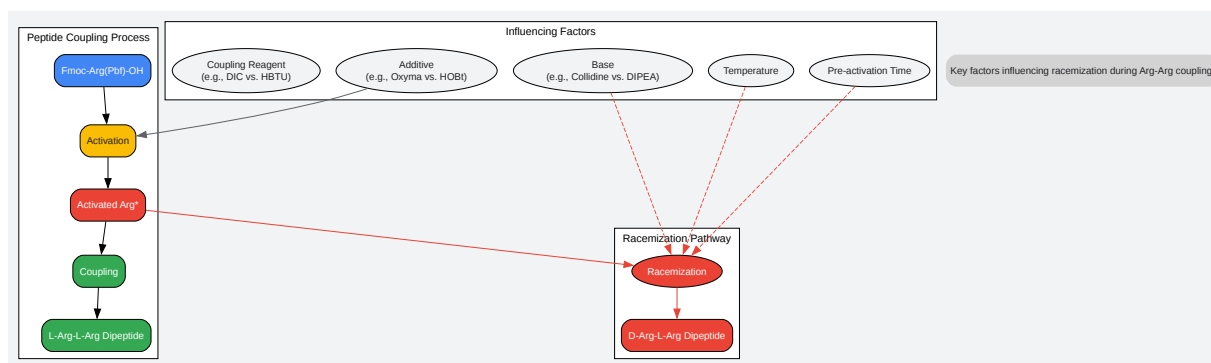 Peptide Coupling Process
Fmoc-Arg(Pbf)-OH
Activation
Activated Arg*
Coupling
L-Arg-L-Arg Dipeptide
Influencing Factors
Coupling Reagent
(e.g., DIC vs. HBTU)
Additive
(e.g., Oxyma vs. HOBt)
Base
(e.g., Collidine vs. DIPEA)
Temperature
Pre-activation Time
Key factors influencing racemization during Arg-Arg coupling
Racemization Pathway
Racemization
D-Arg-L-Arg Dipeptide